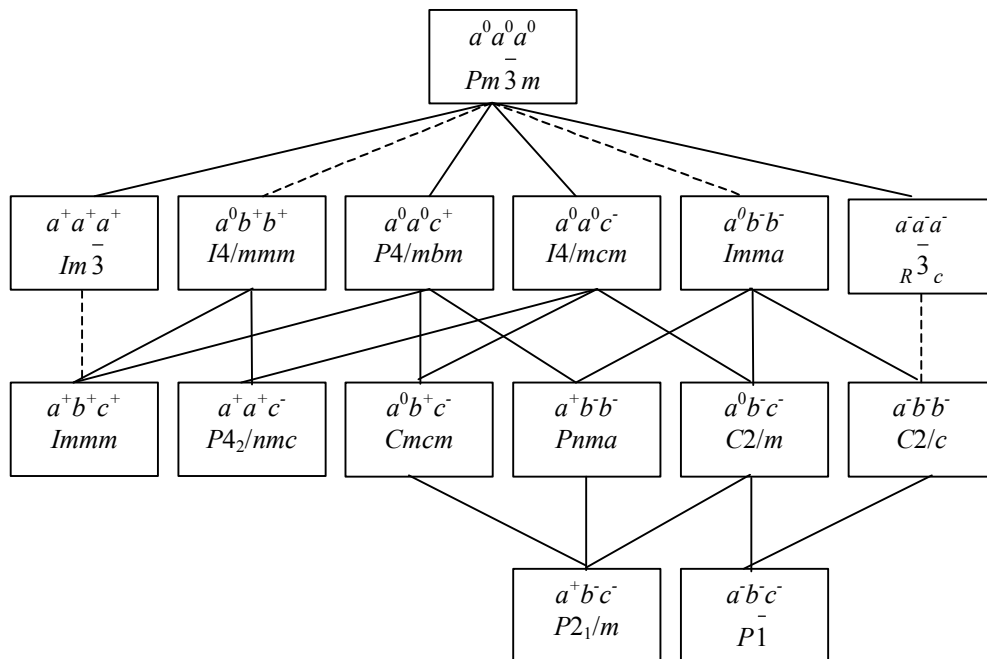 a⁰a⁰a⁰
Pm3̄m
a⁺a⁺a⁺
Im3̄
a⁰b⁺b⁺
I4/mmm
a⁰a⁰c⁺
P4/mbm
a⁰a⁰c⁻
I4/mcm
a⁰b⁻b⁻
Imma
a⁻a⁻a⁻
R3̄c
a⁺b⁺c⁺
Immm
a⁺a⁺c⁻
P4₂/nmc
a⁰b⁺c⁻
Cmcm
a⁺b⁻b⁻
Pnma
a⁰b⁻c⁻
C2/m
a⁻b⁻b⁻
C2/c
a⁺b⁻c⁻
P2₁/m
a⁻b⁻c⁻
P1̄